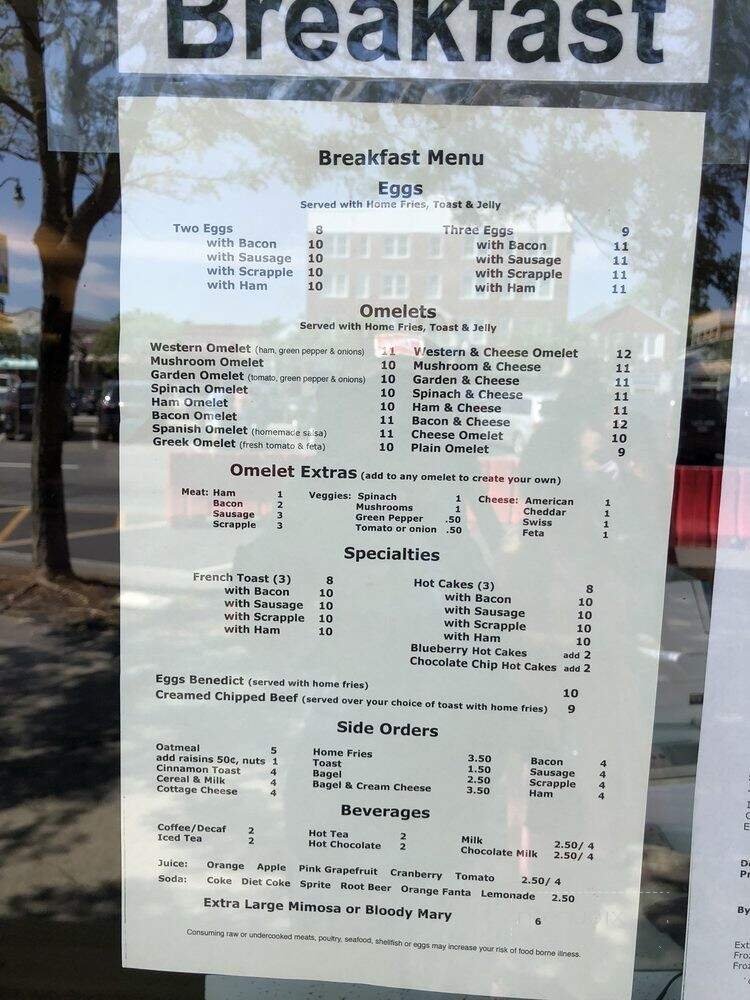 Breakfast
Breakfast Menu
Eggs
Served with Home Fries, Toast & Jelly
Two Eggs 8 Three Eggs 9
with Bacon 10 with Bacon 11
with Sausage 10 with Sausage 11
with Scrapple 10 with Scrapple 11
with Ham 10 with Ham 11
Omelets
Served with Home Fries, Toast & Jelly
Western Omelet (ham, green pepper & onions) 11 Western & Cheese Omelet 12
Mushroom Omelet 10 Mushroom & Cheese 11
Garden Omelet (tomato, green pepper & onions) 10 Garden & Cheese 11
Spinach Omelet 10 Spinach & Cheese 11
Ham Omelet 10 Ham & Cheese 11
Bacon Omelet 11 Bacon & Cheese 12
Spanish Omelet (homemade salsa) 11 Cheese Omelet 10
Greek Omelet (fresh tomato & feta) 10 Plain Omelet 9
Omelet Extras (add to any omelet to create your own)
Meat: Ham 1 Veggies: Spinach 1 Cheese: American 1
Bacon 2 Mushrooms 1 Cheddar 1
Sausage 3 Green Pepper .50 Swiss 1
Scrapple 3 Tomato or onion .50 Feta 1
Specialties
French Toast (3) 8 Hot Cakes (3) 8
with Bacon 10 with Bacon 10
with Sausage 10 with Sausage 10
with Scrapple 10 with Scrapple 10
with Ham 10 with Ham 10
Blueberry Hot Cakes add 2
Chocolate Chip Hot Cakes add 2
Eggs Benedict (served with home fries) 10
Creamed Chipped Beef (served over your choice of toast with home fries) 9
Side Orders
Oatmeal 5 Home Fries 3.50 Bacon 4
add raisins 50¢, nuts 1 Toast 1.50 Sausage 4
Cinnamon Toast 4 Bagel 2.50 Scrapple 4
Cereal & Milk 4 Bagel & Cream Cheese 3.50 Ham 4
Cottage Cheese 4
Beverages
Coffee/Decaf 2 Hot Tea 2 Milk 2.50/ 4
Iced Tea 2 Hot Chocolate 2 Chocolate Milk 2.50/ 4
Juice: Orange Apple Pink Grapefruit Cranberry Tomato 2.50/ 4
Soda: Coke Diet Coke Sprite Root Beer Orange Fanta Lemonade 2.50
Extra Large Mimosa or Bloody Mary 6
Consuming raw or undercooked meats, poultry, seafood, shellfish or eggs may increase your risk of food borne illness.
By
Ext
Fro
Fro